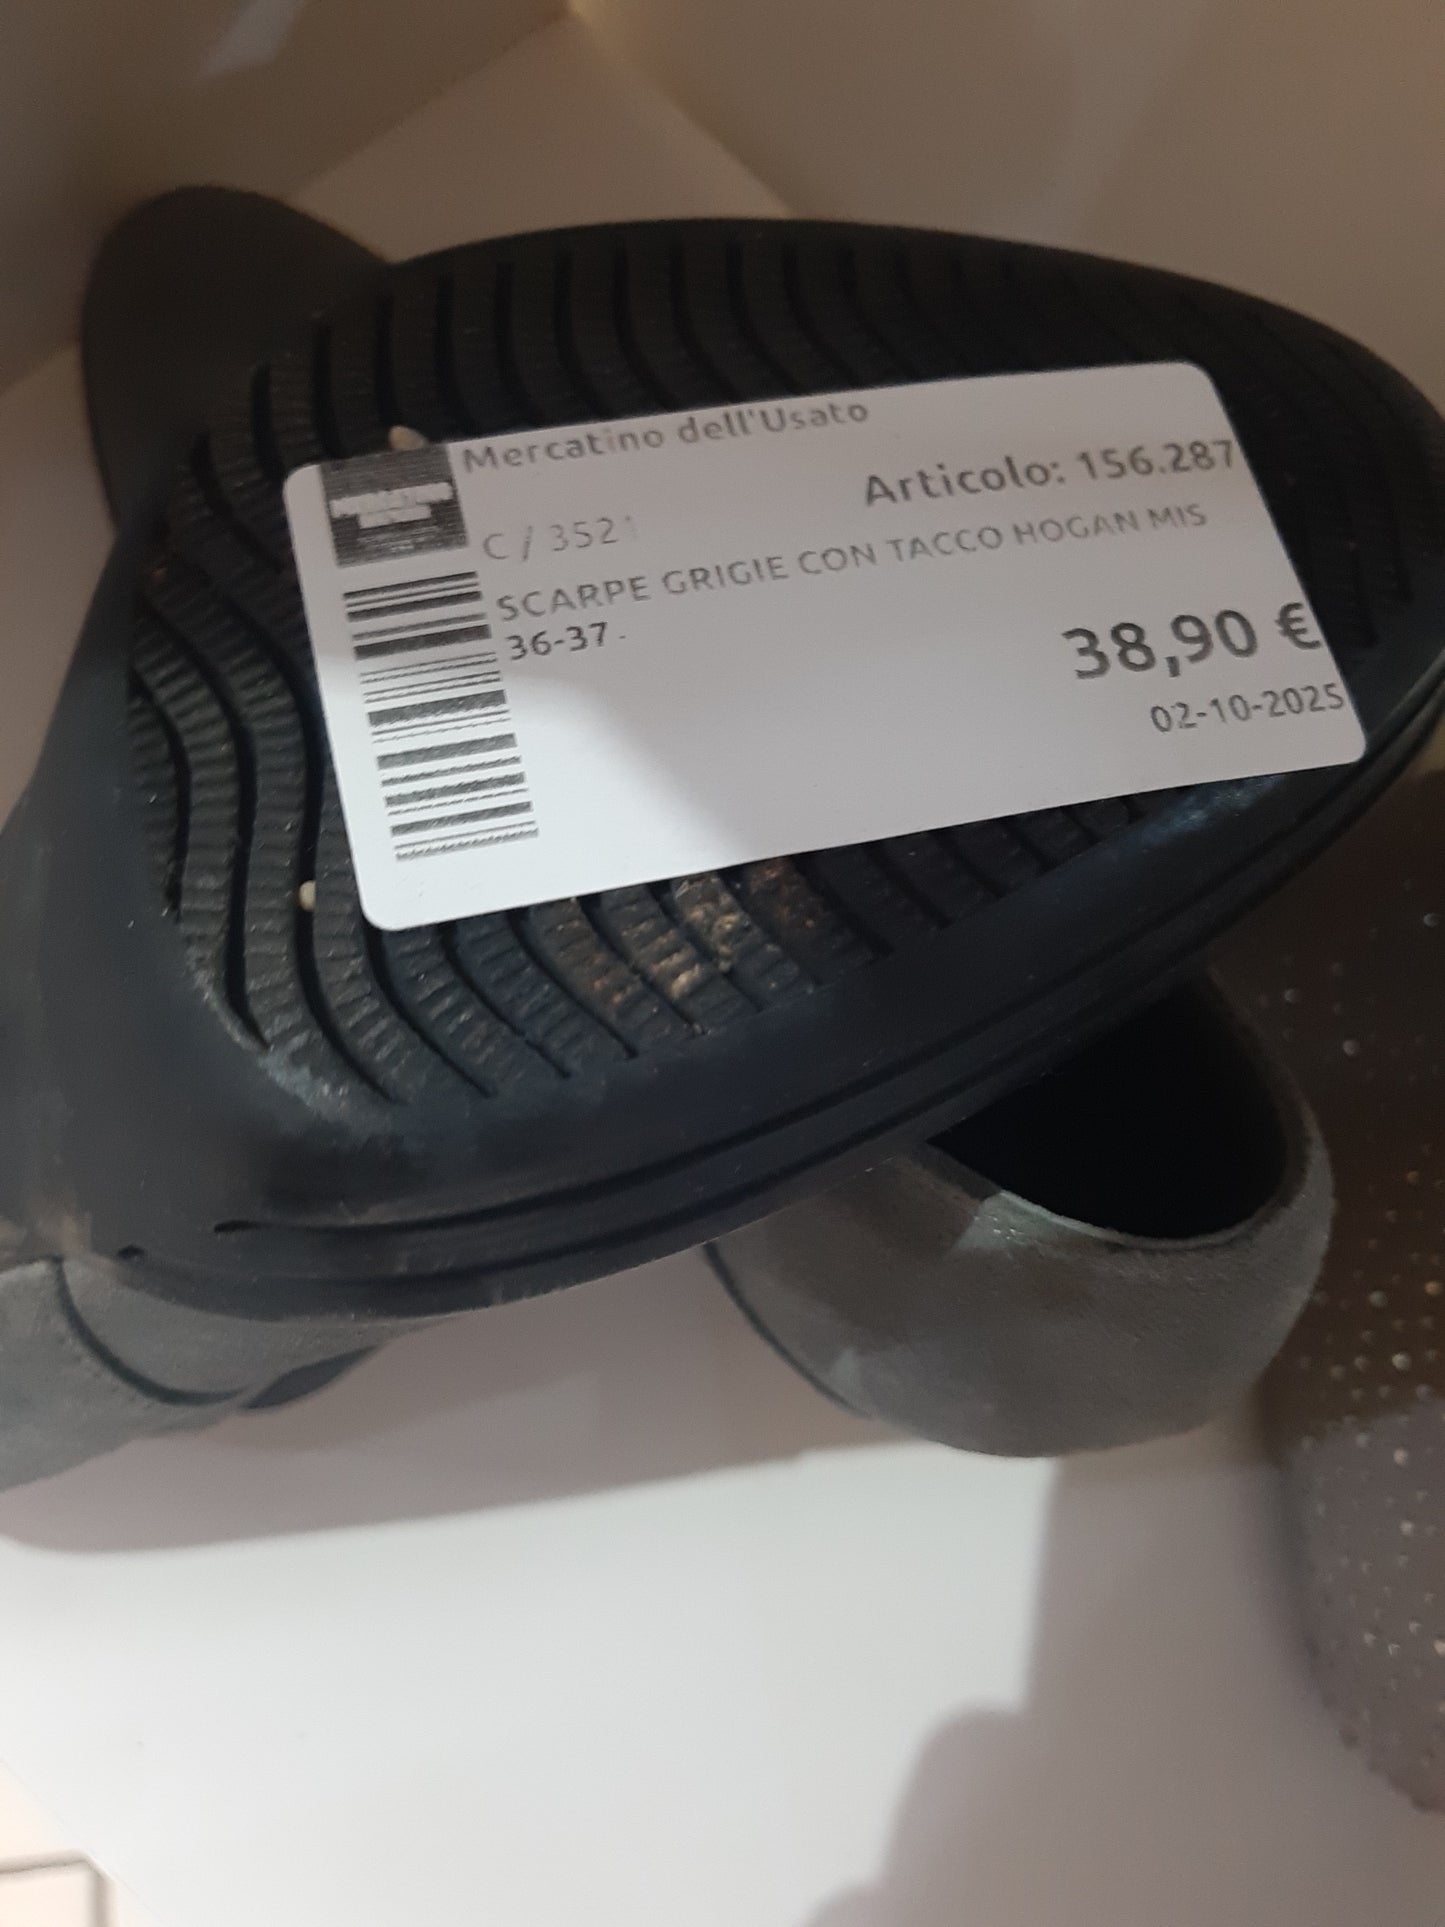 Mercatino dell'Usato
Articolo: 156.287
C / 3521
SCARPE GRIGIE CON TACCO HOGAN MIS
36-37.
38,90 €
02-10-2025